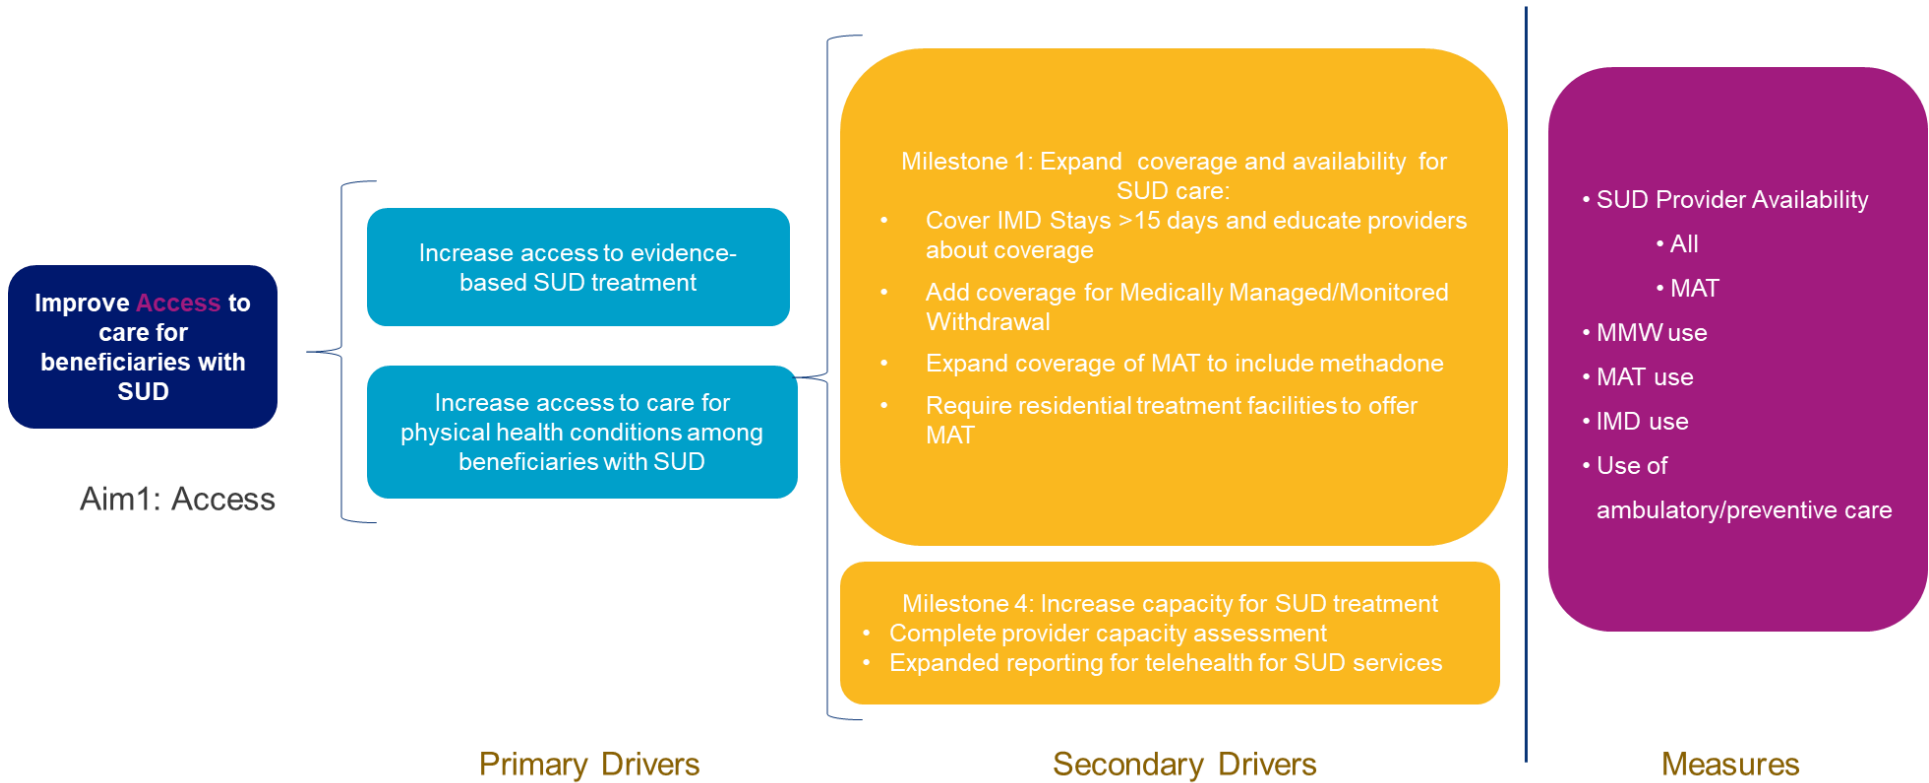 Improve Access to
care for
beneficiaries with
SUD
Aim1: Access
Increase access to evidence-
based SUD treatment
Increase access to care for
physical health conditions among
beneficiaries with SUD
Primary Drivers
Milestone 1: Expand coverage and availability for
SUD care:
• Cover IMD Stays >15 days and educate providers
about coverage
• Add coverage for Medically Managed/Monitored
Withdrawal
• Expand coverage of MAT to include methadone
• Require residential treatment facilities to offer
MAT
Milestone 4: Increase capacity for SUD treatment
• Complete provider capacity assessment
• Expanded reporting for telehealth for SUD services
Secondary Drivers
• SUD Provider Availability
• All
• MAT
• MMW use
• MAT use
• IMD use
• Use of
ambulatory/preventive care
Measures